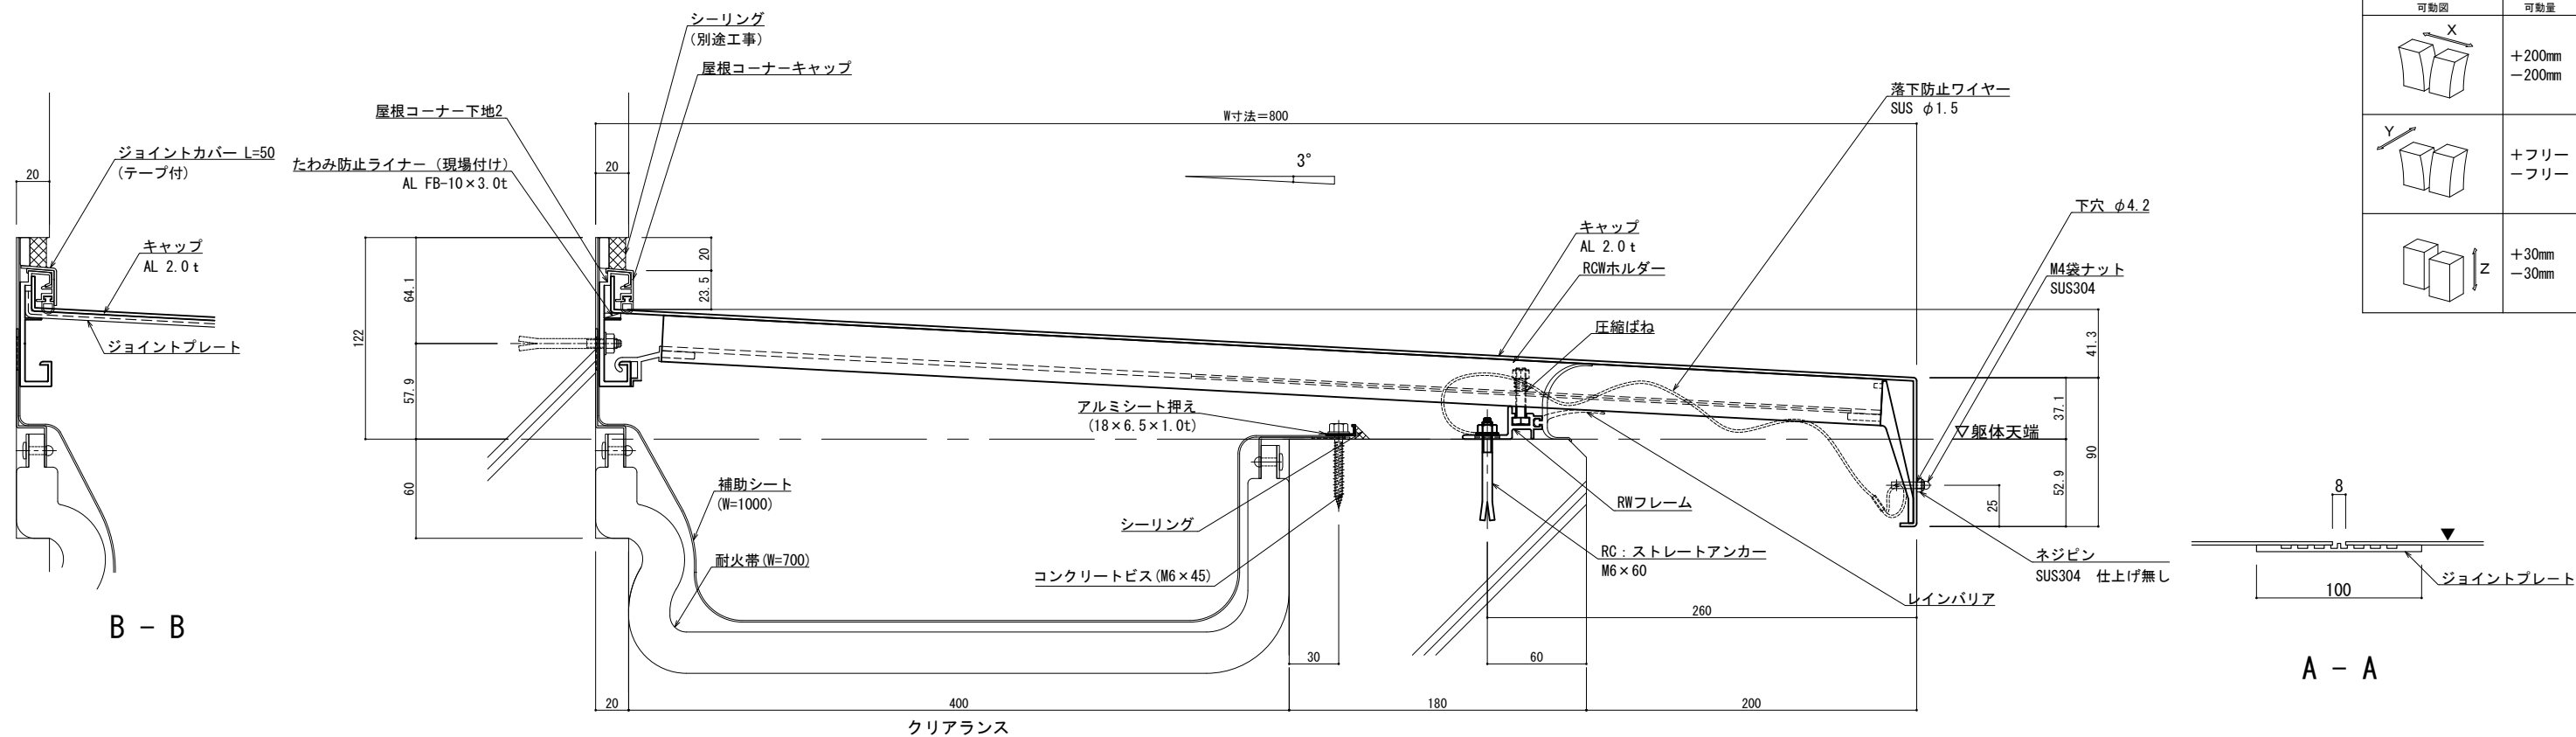 シーリング
(別途工事)
屋根コーナーキャップ
屋根コーナー下地2
ジョイントカバー L=50
(テープ付)
たわみ防止ライナー (現場付け)
AL FB-10×3.0t
20
キャップ
AL 2.0t
ジョイントプレート
B - B
W寸法=800
20
3°
落下防止ワイヤー
SUS φ1.5
キャップ
AL 2.0t
RCWホルダー
圧縮ばね
下穴 φ4.2
M4袋ナット
SUS304
122
64.1
57.9
60
20
23.5
アルミシート押え
(18×6.5×1.0t)
補助シート
(W=1000)
耐火帯(W=700)
シーリング
コンクリートビス(M6×45)
RWフレーム
RC:ストレートアンカー
M6×60
レインバリア
▽躯体天端
41.3
37.1
90
52.9
25
ネジピン
SUS304 仕上げ無し
260
30
60
20
400
180
200
クリアランス
可動図
可動量
X
+200mm
-200mm
Y
+フリー
-フリー
Z
+30mm
-30mm
8
▼
ジョイントプレート
100
A - A